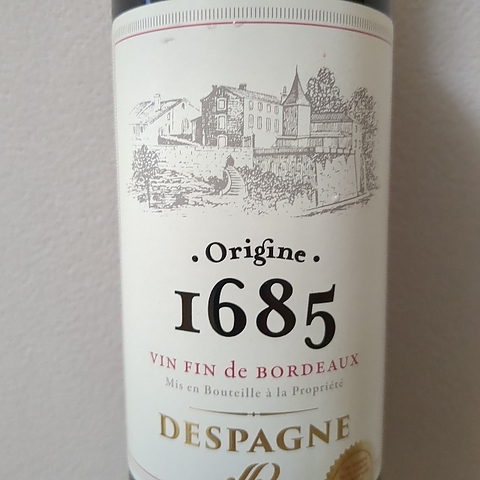 • Origine •
1685
VIN FIN de BORDEAUX
Mis en Bouteille à la Propriété
DESPAGNE